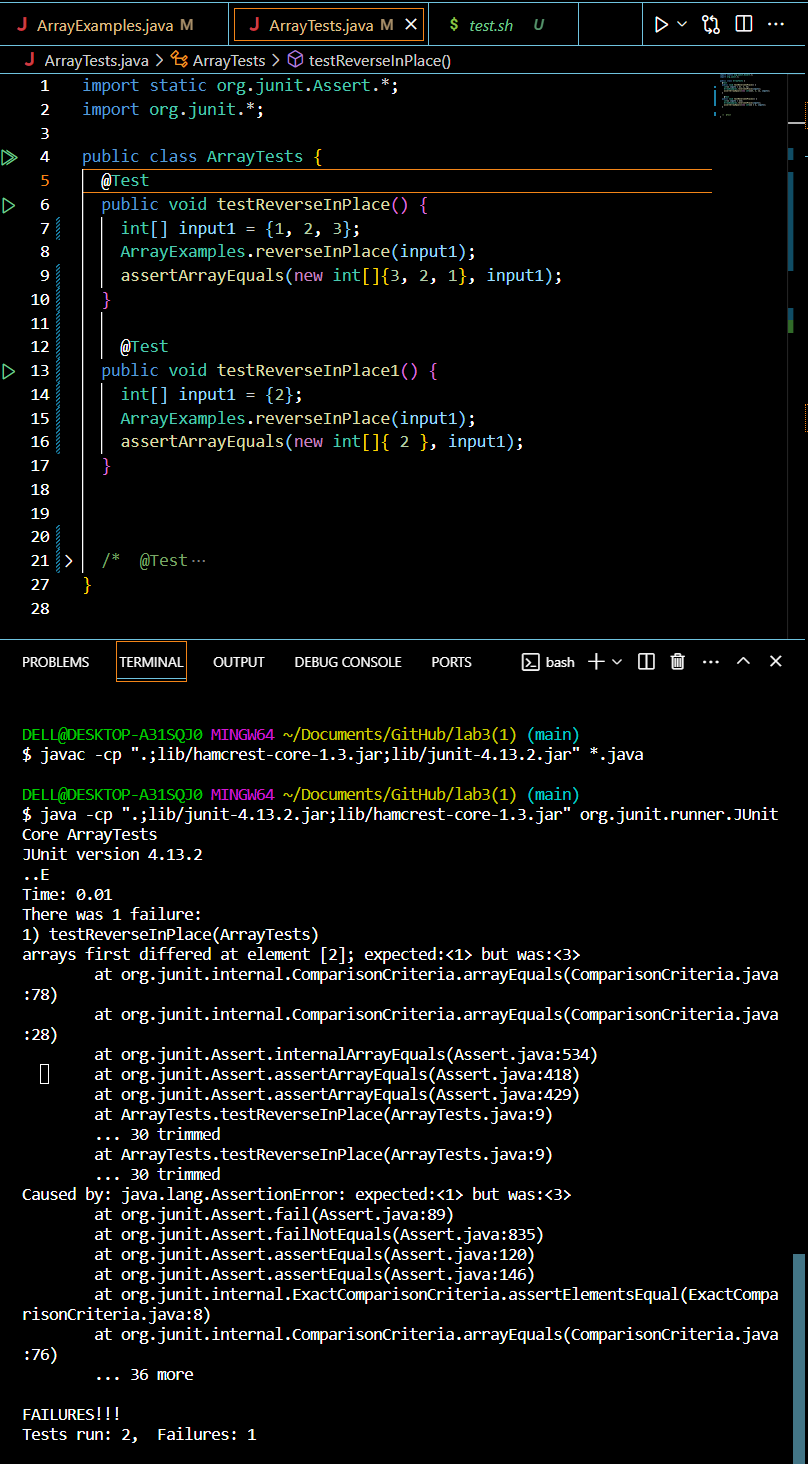 J ArrayExamples.java M
J ArrayTests.java M
$ test.sh U
J ArrayTests.java > ArrayTests > testReverseInPlace()
1 import static org.junit.Assert.*;
2 import org.junit.*;
3
4 public class ArrayTests {
5 @Test
6 public void testReverseInPlace() {
7 int[] input1 = {1, 2, 3};
8 ArrayExamples.reverseInPlace(input1);
9 assertArrayEquals(new int[]{3, 2, 1}, input1);
10 }
11
12 @Test
13 public void testReverseInPlace1() {
14 int[] input1 = {2};
15 ArrayExamples.reverseInPlace(input1);
16 assertArrayEquals(new int[]{ 2 }, input1);
17 }
18
19
20
21 > /* @Test ···
27 }
28
PROBLEMS TERMINAL OUTPUT DEBUG CONSOLE PORTS bash
DELL@DESKTOP-A31SQJ0 MINGW64 ~/Documents/GitHub/lab3(1) (main)
$ javac -cp ".;lib/hamcrest-core-1.3.jar;lib/junit-4.13.2.jar" *.java
DELL@DESKTOP-A31SQJ0 MINGW64 ~/Documents/GitHub/lab3(1) (main)
$ java -cp ".;lib/junit-4.13.2.jar;lib/hamcrest-core-1.3.jar" org.junit.runner.JUnit
Core ArrayTests
JUnit version 4.13.2
..E
Time: 0.01
There was 1 failure:
1) testReverseInPlace(ArrayTests)
arrays first differed at element [2]; expected:<1> but was:<3>
at org.junit.internal.ComparisonCriteria.arrayEquals(ComparisonCriteria.java
:78)
at org.junit.internal.ComparisonCriteria.arrayEquals(ComparisonCriteria.java
:28)
at org.junit.Assert.internalArrayEquals(Assert.java:534)
at org.junit.Assert.assertArrayEquals(Assert.java:418)
at org.junit.Assert.assertArrayEquals(Assert.java:429)
at ArrayTests.testReverseInPlace(ArrayTests.java:9)
... 30 trimmed
at ArrayTests.testReverseInPlace(ArrayTests.java:9)
... 30 trimmed
Caused by: java.lang.AssertionError: expected:<1> but was:<3>
at org.junit.Assert.fail(Assert.java:89)
at org.junit.Assert.failNotEquals(Assert.java:835)
at org.junit.Assert.assertEquals(Assert.java:120)
at org.junit.Assert.assertEquals(Assert.java:146)
at org.junit.internal.ExactComparisonCriteria.assertElementsEqual(ExactCompa
risonCriteria.java:8)
at org.junit.internal.ComparisonCriteria.arrayEquals(ComparisonCriteria.java
:76)
... 36 more
FAILURES!!!
Tests run: 2,  Failures: 1